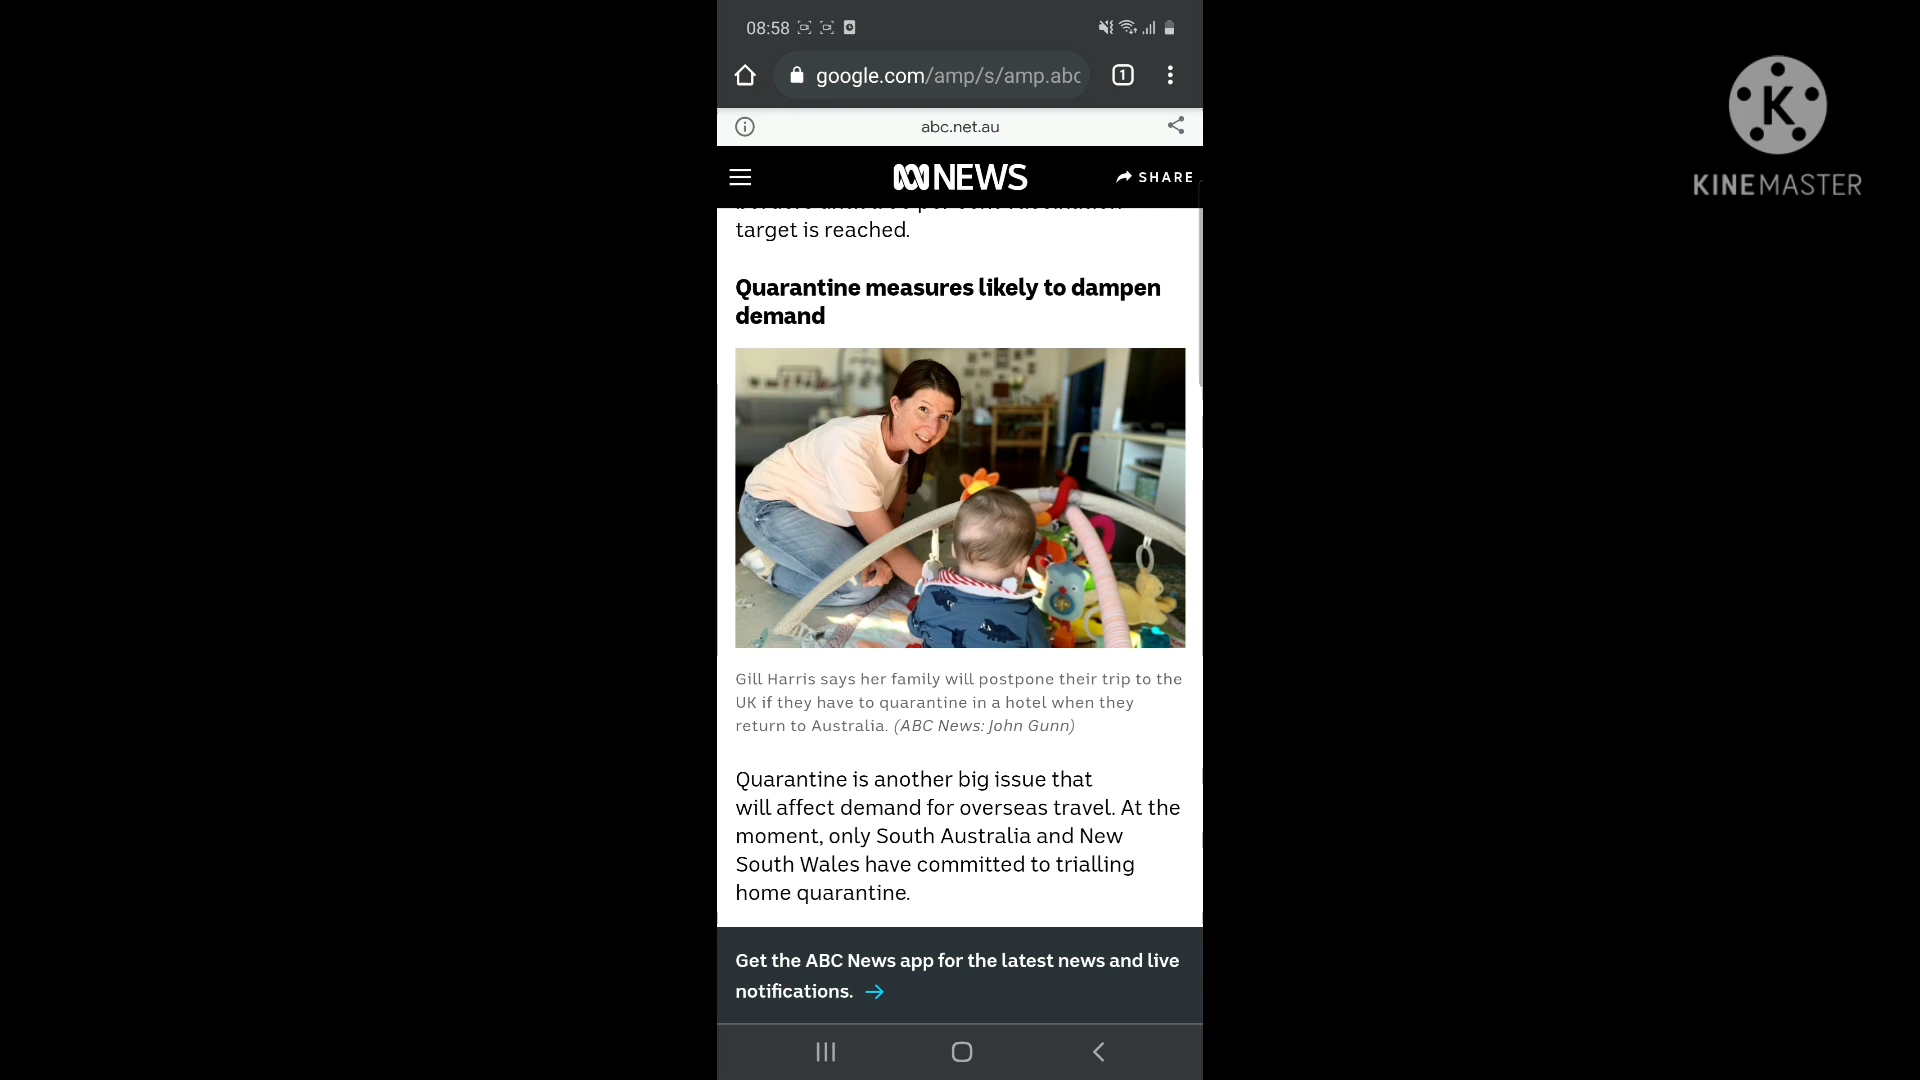 08:58
google.com/amp/s/amp.abc
1
abc.net.au
NEWS
SHARE
target is reached.
Quarantine measures likely to dampen
demand
Gill Harris says her family will postpone their trip to the
UK if they have to quarantine in a hotel when they
return to Australia. (ABC News: John Gunn)
Quarantine is another big issue that
will affect demand for overseas travel. At the
moment, only South Australia and New
South Wales have committed to trialling
home quarantine.
Get the ABC News app for the latest news and live
notifications. →
K
KINEMASTER